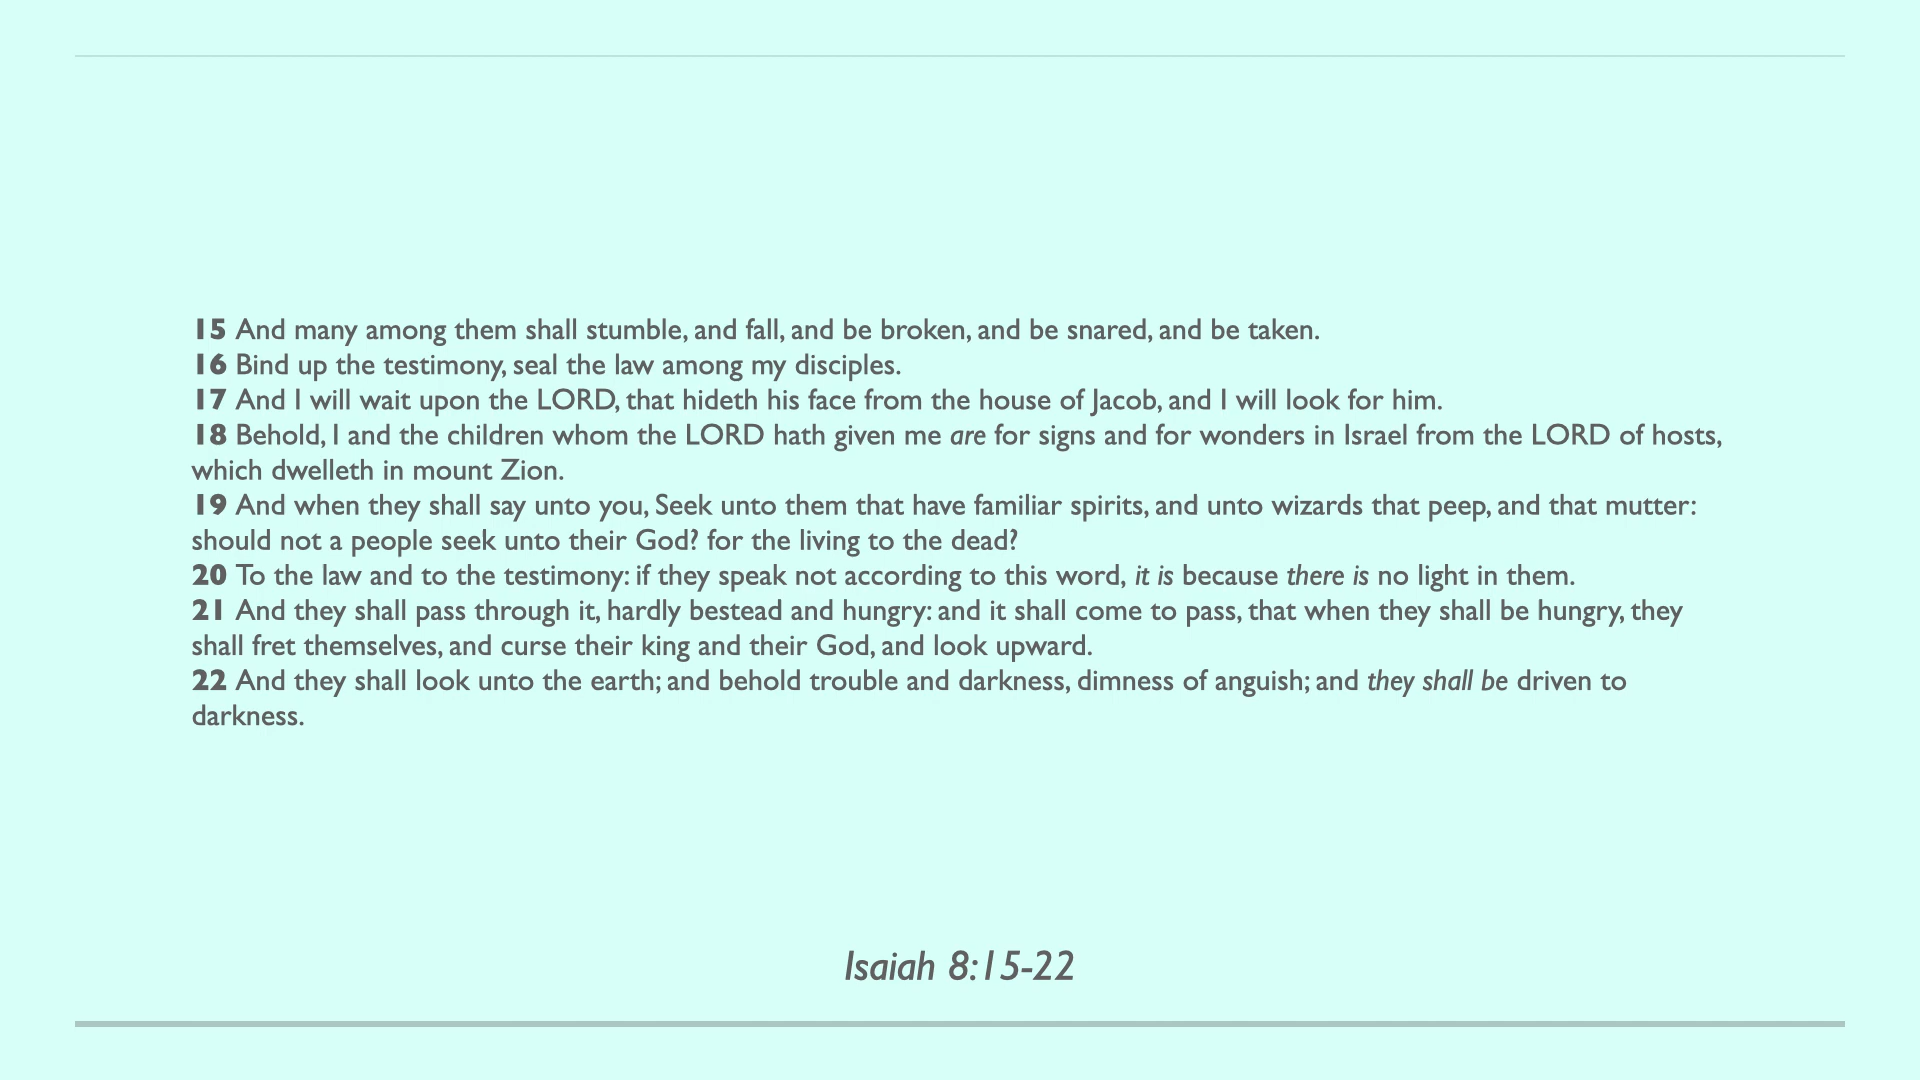 15 And many among them shall stumble, and fall, and be broken, and be snared, and be taken.
16 Bind up the testimony, seal the law among my disciples.
17 And I will wait upon the LORD, that hideth his face from the house of Jacob, and I will look for him.
18 Behold, I and the children whom the LORD hath given me are for signs and for wonders in Israel from the LORD of hosts,
which dwelleth in mount Zion.
19 And when they shall say unto you, Seek unto them that have familiar spirits, and unto wizards that peep, and that mutter:
should not a people seek unto their God? for the living to the dead?
20 To the law and to the testimony: if they speak not according to this word, it is because there is no light in them.
21 And they shall pass through it, hardly bestead and hungry: and it shall come to pass, that when they shall be hungry, they
shall fret themselves, and curse their king and their God, and look upward.
22 And they shall look unto the earth; and behold trouble and darkness, dimness of anguish; and they shall be driven to
darkness.
Isaiah 8:15-22